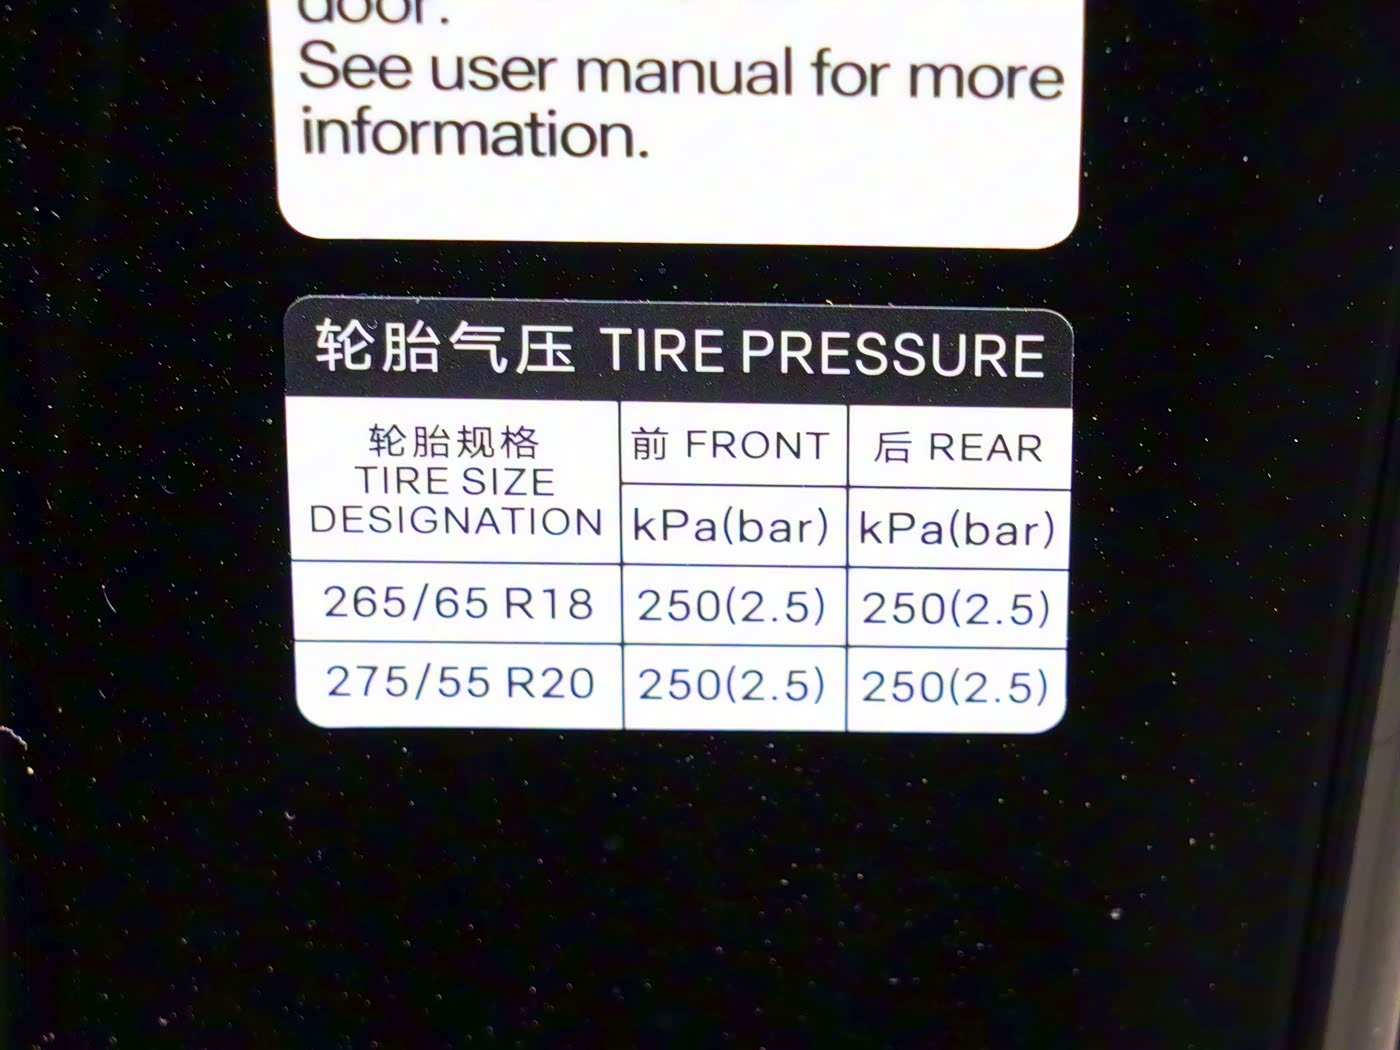 door.
See user manual for more
information.
轮胎气压 TIRE PRESSURE
轮胎规格
TIRE SIZE
DESIGNATION
前 FRONT
后 REAR
kPa(bar)
kPa(bar)
265/65 R18 250(2.5) 250(2.5)
275/55 R20 250(2.5) 250(2.5)